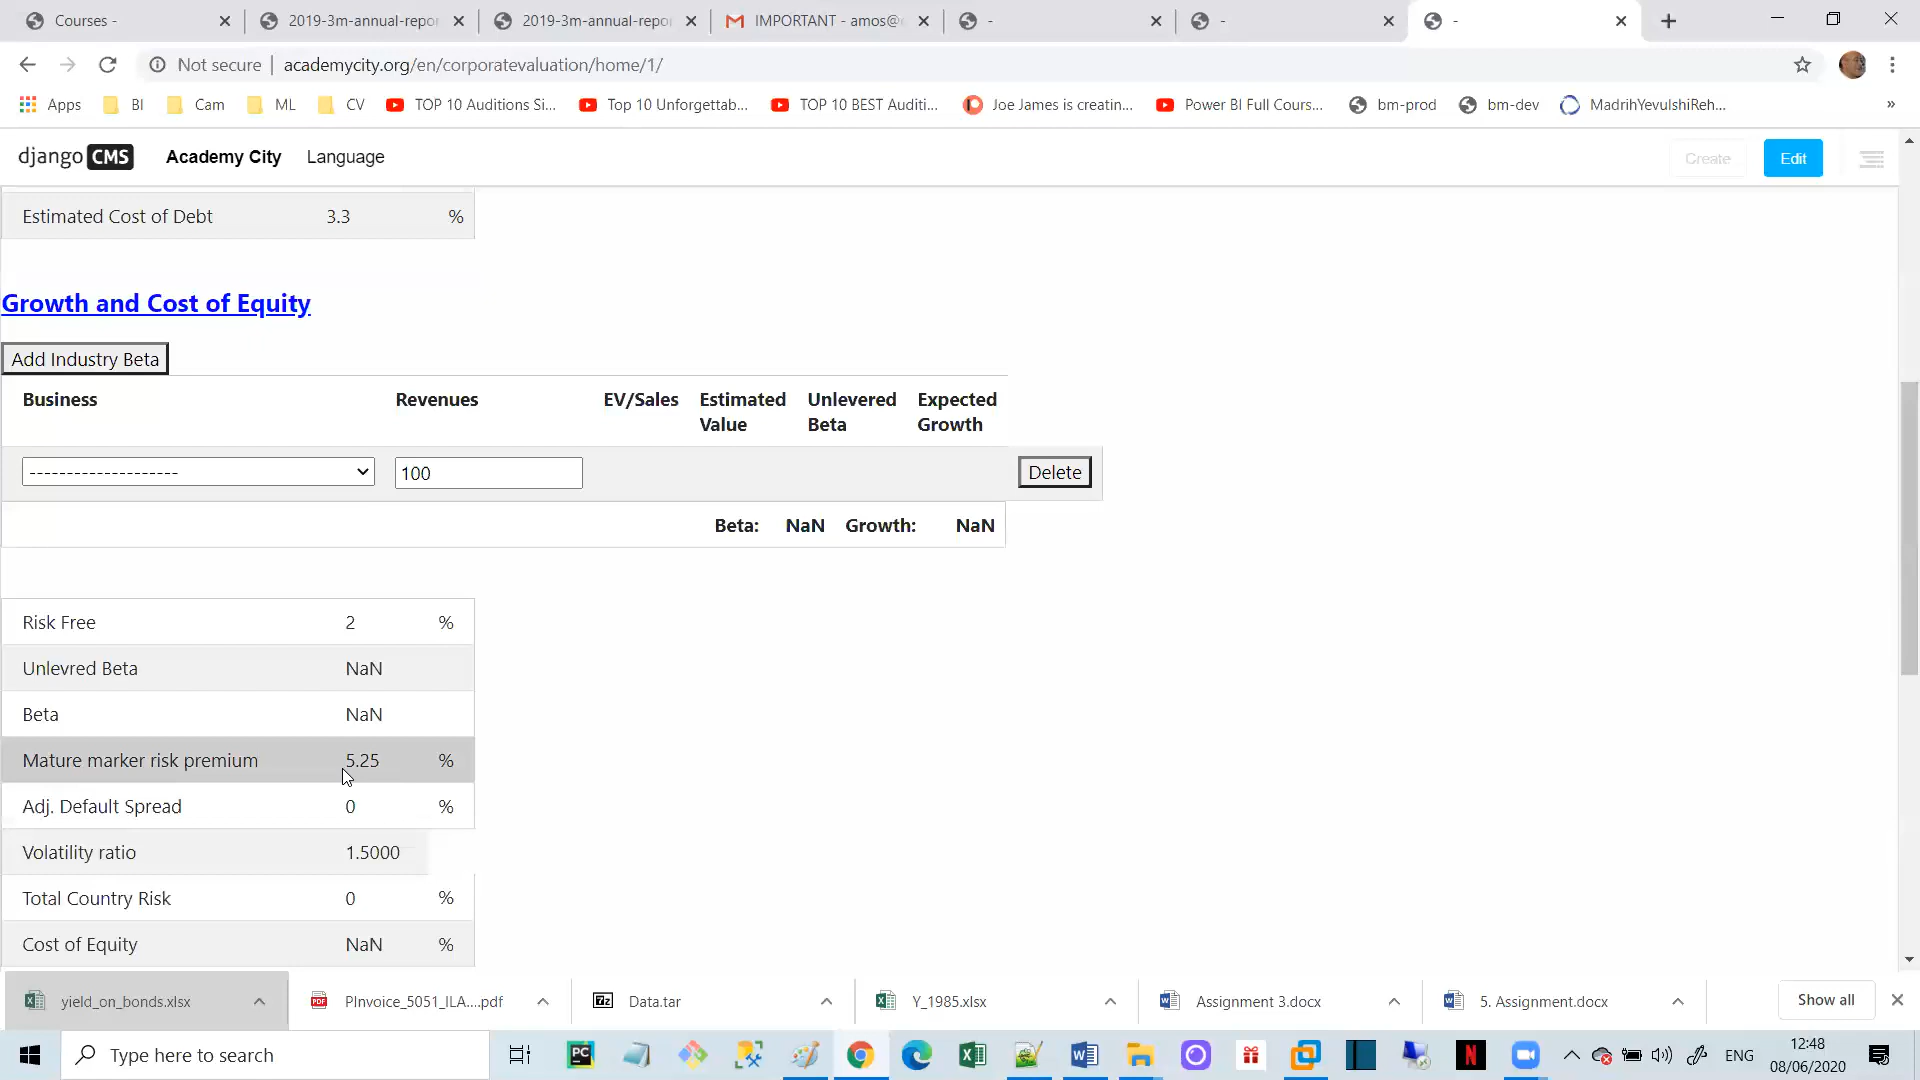 Courses -
2019-3m-annual-repo
2019-3m-annual-repo
IMPORTANT - amos@
-
-
-
Not secure
academycity.org/en/corporatevaluation/home/1/
Apps
BI
Cam
ML
CV
TOP 10 Auditions Si...
Top 10 Unforgettab...
TOP 10 BEST Auditi...
Joe James is creatin...
Power BI Full Cours...
bm-prod
bm-dev
MadrihYevulshiReh...
»
django CMS
Academy City
Language
Create
Edit
Estimated Cost of Debt 3.3 %
Growth and Cost of Equity
Add Industry Beta
Business Revenues EV/Sales Estimated Value Unlevered Beta Expected Growth
-------------------- 100 Delete
Beta: NaN Growth: NaN
Risk Free 2 %
Unlevred Beta NaN
Beta NaN
Mature marker risk premium 5.25 %
Adj. Default Spread 0 %
Volatility ratio 1.5000
Total Country Risk 0 %
Cost of Equity NaN %
yield_on_bonds.xlsx
PInvoice_5051_ILA....pdf
Data.tar
Y_1985.xlsx
Assignment 3.docx
5. Assignment.docx
Show all
Type here to search
ENG
12:48
08/06/2020